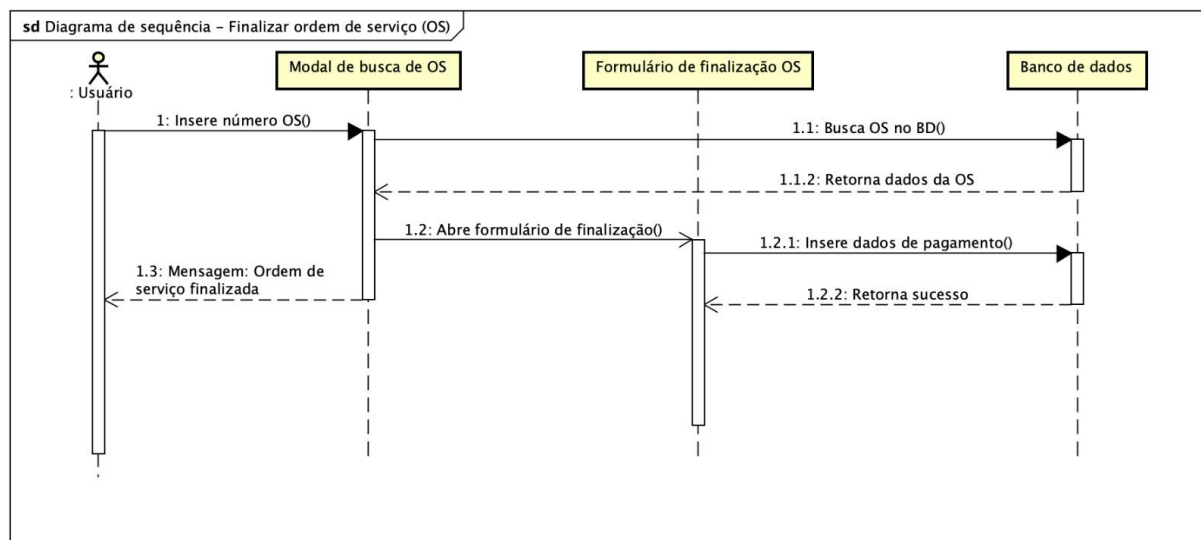 sd Diagrama de sequência – Finalizar ordem de serviço (OS)
: Usuário
Modal de busca de OS
Formulário de finalização OS
Banco de dados
1: Insere número OS()
1.1: Busca OS no BD()
1.1.2: Retorna dados da OS
1.2: Abre formulário de finalização()
1.2.1: Insere dados de pagamento()
1.3: Mensagem: Ordem de
serviço finalizada
1.2.2: Retorna sucesso